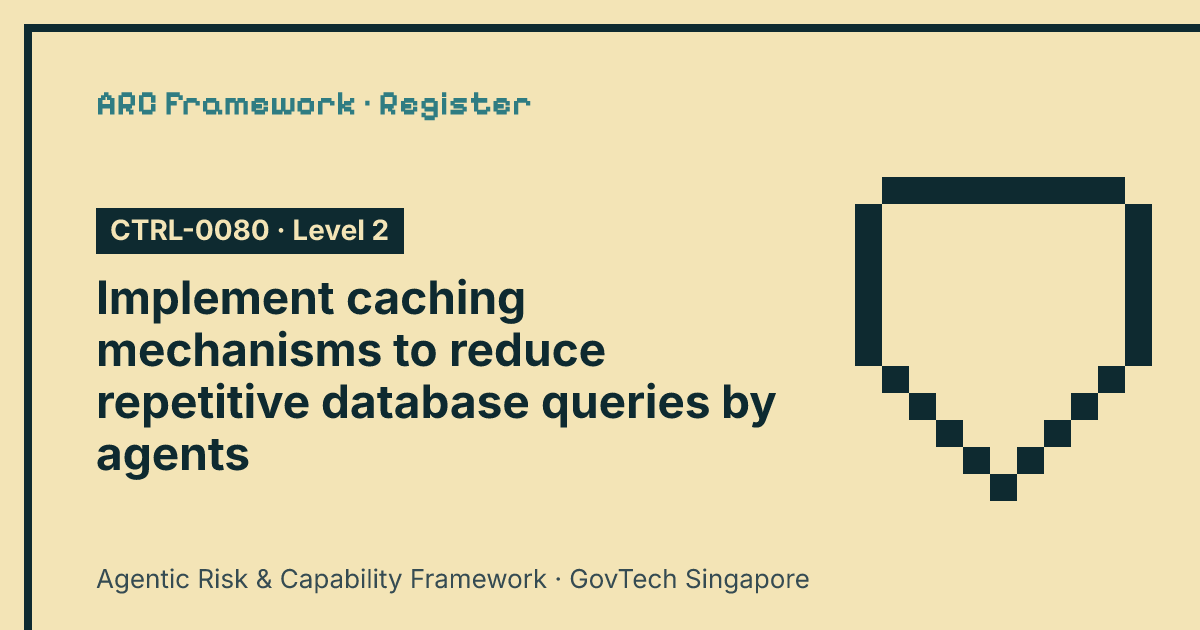 ARC Framework · Register
CTRL-0080 · Level 2
Implement caching
mechanisms to reduce
repetitive database queries by
agents
Agentic Risk & Capability Framework · GovTech Singapore